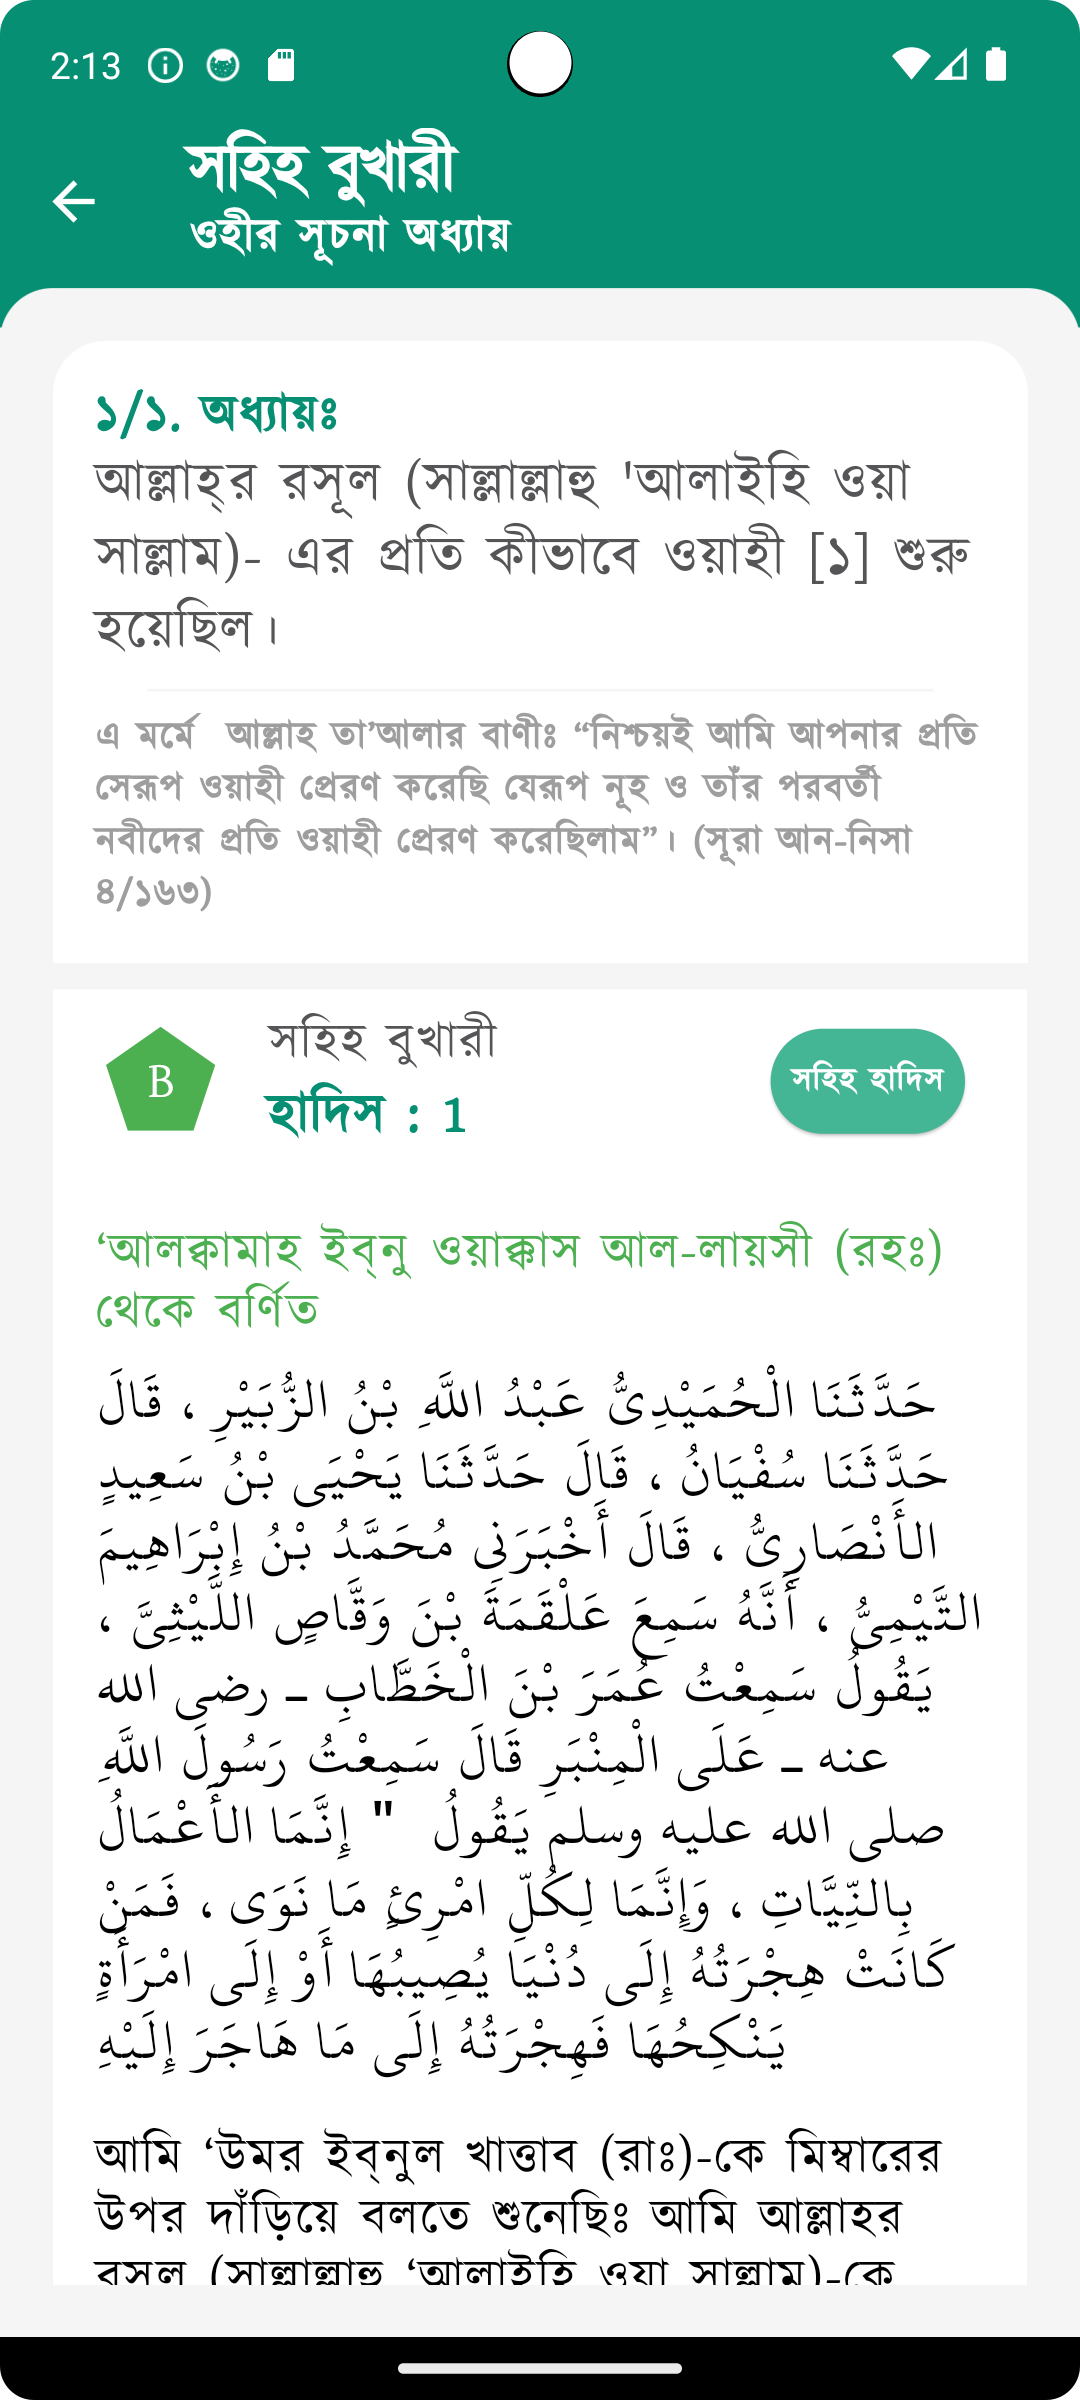 2:13
সহিহ বুখারী
ওহীর সূচনা অধ্যায়
১/১. অধ্যায়ঃ
আল্লাহ্‌র রসূল (সাল্লাল্লাহু 'আলাইহি ওয়া
সাল্লাম)- এর প্রতি কীভাবে ওয়াহী [১] শুরু
হয়েছিল।
এ মর্মে আল্লাহ তা’আলার বাণীঃ “নিশ্চয়ই আমি আপনার প্রতি
সেরূপ ওয়াহী প্রেরণ করেছি যেরূপ নূহ ও তাঁর পরবর্তী
নবীদের প্রতি ওয়াহী প্রেরণ করেছিলাম”। (সূরা আন-নিসা
৪/১৬৩)
B
সহিহ বুখারী
হাদিস : 1
সহিহ হাদিস
‘আলক্বামাহ ইব্‌নু ওয়াক্কাস আল-লায়সী (রহঃ)
থেকে বর্ণিত
حَدَّثَنَا الْحُمَيْدِيُّ عَبْدُ اللَّهِ بْنُ الزُّبَيْرِ ، قَالَ
حَدَّثَنَا سُفْيَانُ ، قَالَ حَدَّثَنَا يَحْيَى بْنُ سَعِيدٍ
الأَنْصَارِيُّ ، قَالَ أَخْبَرَنِي مُحَمَّدُ بْنُ إِبْرَاهِيمَ
التَّيْمِيُّ ، أَنَّهُ سَمِعَ عَلْقَمَةَ بْنَ وَقَّاصٍ اللَّيْثِيَّ ،
يَقُولُ سَمِعْتُ عُمَرَ بْنَ الْخَطَّابِ ـ رضى الله
عنه ـ عَلَى الْمِنْبَرِ قَالَ سَمِعْتُ رَسُولَ اللَّهِ
صلى الله عليه وسلم يَقُولُ " إِنَّمَا الأَعْمَالُ
بِالنِّيَّاتِ ، وَإِنَّمَا لِكُلِّ امْرِئٍ مَا نَوَى ، فَمَنْ
كَانَتْ هِجْرَتُهُ إِلَى دُنْيَا يُصِيبُهَا أَوْ إِلَى امْرَأَةٍ
يَنْكِحُهَا فَهِجْرَتُهُ إِلَى مَا هَاجَرَ إِلَيْهِ
আমি ‘উমর ইব্‌নুল খাত্তাব (রাঃ)-কে মিম্বারের
উপর দাঁড়িয়ে বলতে শুনেছিঃ আমি আল্লাহর
রসূল (সাল্লাল্লাহু ‘আলাইহি ওয়া সাল্লাম)-কে